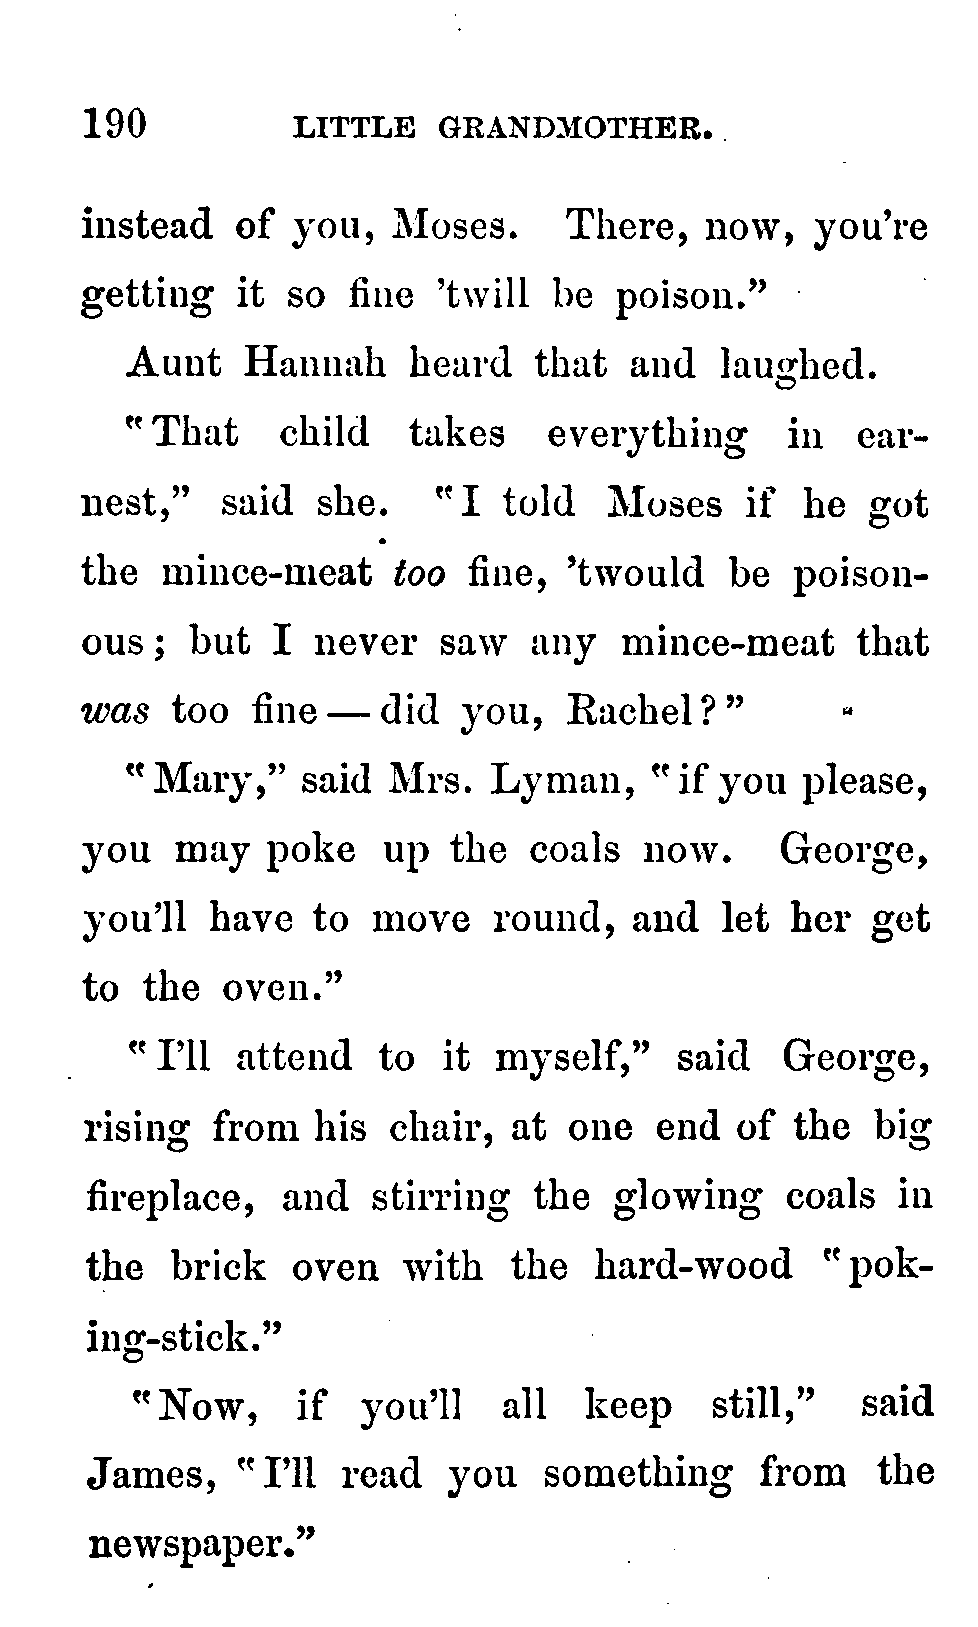 190 LITTLE GRANDMOTHER.
instead of you, Moses. There, now, you're
getting it so fine 'twill be poison."
Aunt Hannah heard that and laughed.
"That child takes everything in ear-
nest," said she. "I told Moses if he got
the mince-meat too fine, 'twould be poison-
ous; but I never saw any mince-meat that
was too fine — did you, Rachel?"
"Mary," said Mrs. Lyman, "if you please,
you may poke up the coals now. George,
you'll have to move round, and let her get
to the oven."
"I'll attend to it myself," said George,
rising from his chair, at one end of the big
fireplace, and stirring the glowing coals in
the brick oven with the hard-wood "pok-
ing-stick."
"Now, if you'll all keep still," said
James, "I'll read you something from the
newspaper."